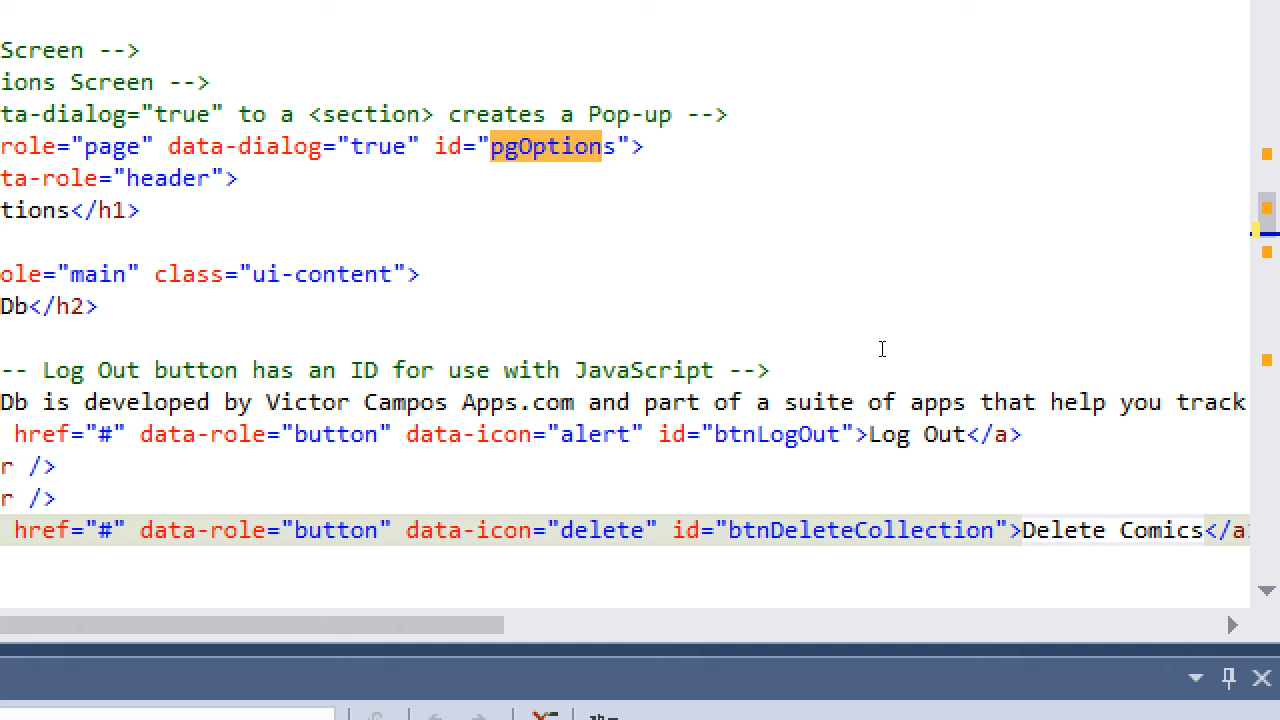 Screen -->
ions Screen -->
ta-dialog="true" to a <section> creates a Pop-up -->
role="page" data-dialog="true" id="pgOptions">
ta-role="header">
tions</h1>
ole="main" class="ui-content">
Db</h2>
-- Log Out button has an ID for use with JavaScript -->
Db is developed by Victor Campos Apps.com and part of a suite of apps that help you track
href="#" data-role="button" data-icon="alert" id="btnLogOut">Log Out</a>
r />
r />
href="#" data-role="button" data-icon="delete" id="btnDeleteCollection">Delete Comics</a